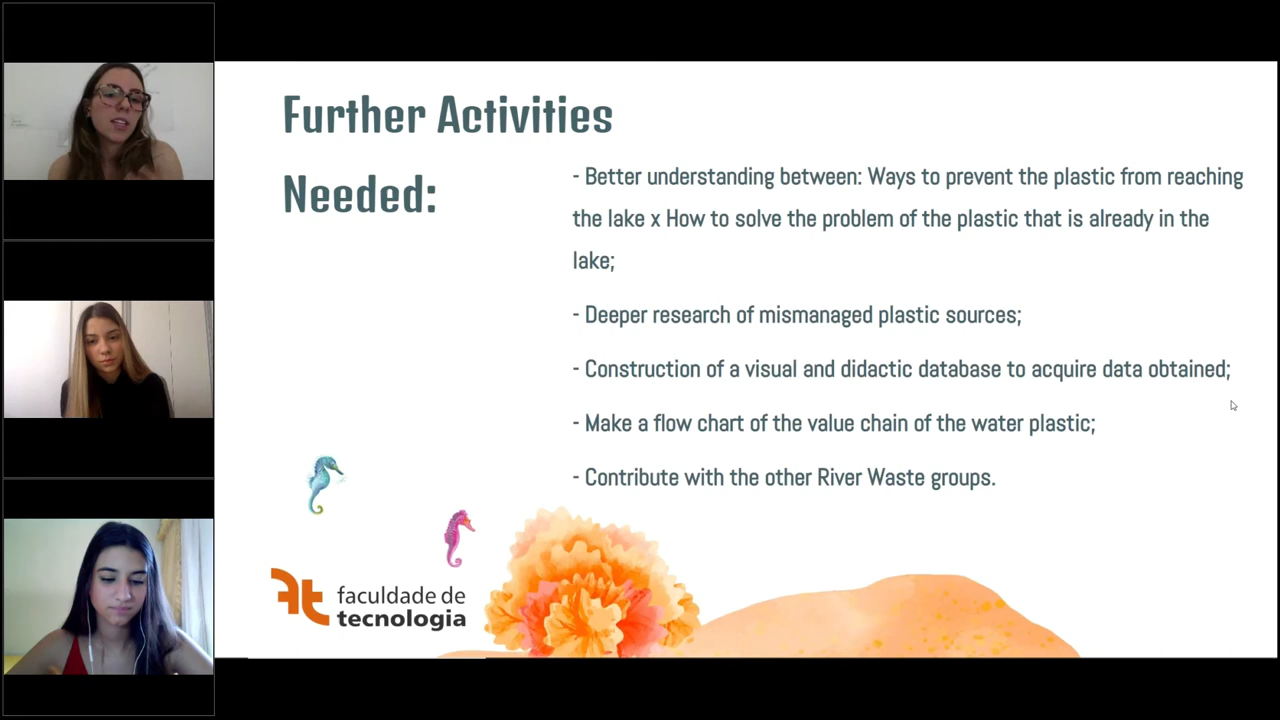 Further Activities
Needed:
- Better understanding between: Ways to prevent the plastic from reaching
the lake x How to solve the problem of the plastic that is already in the
lake;
- Deeper research of mismanaged plastic sources;
- Construction of a visual and didactic database to acquire data obtained;
- Make a flow chart of the value chain of the water plastic;
- Contribute with the other River Waste groups.
ft
faculdade de
tecnologia